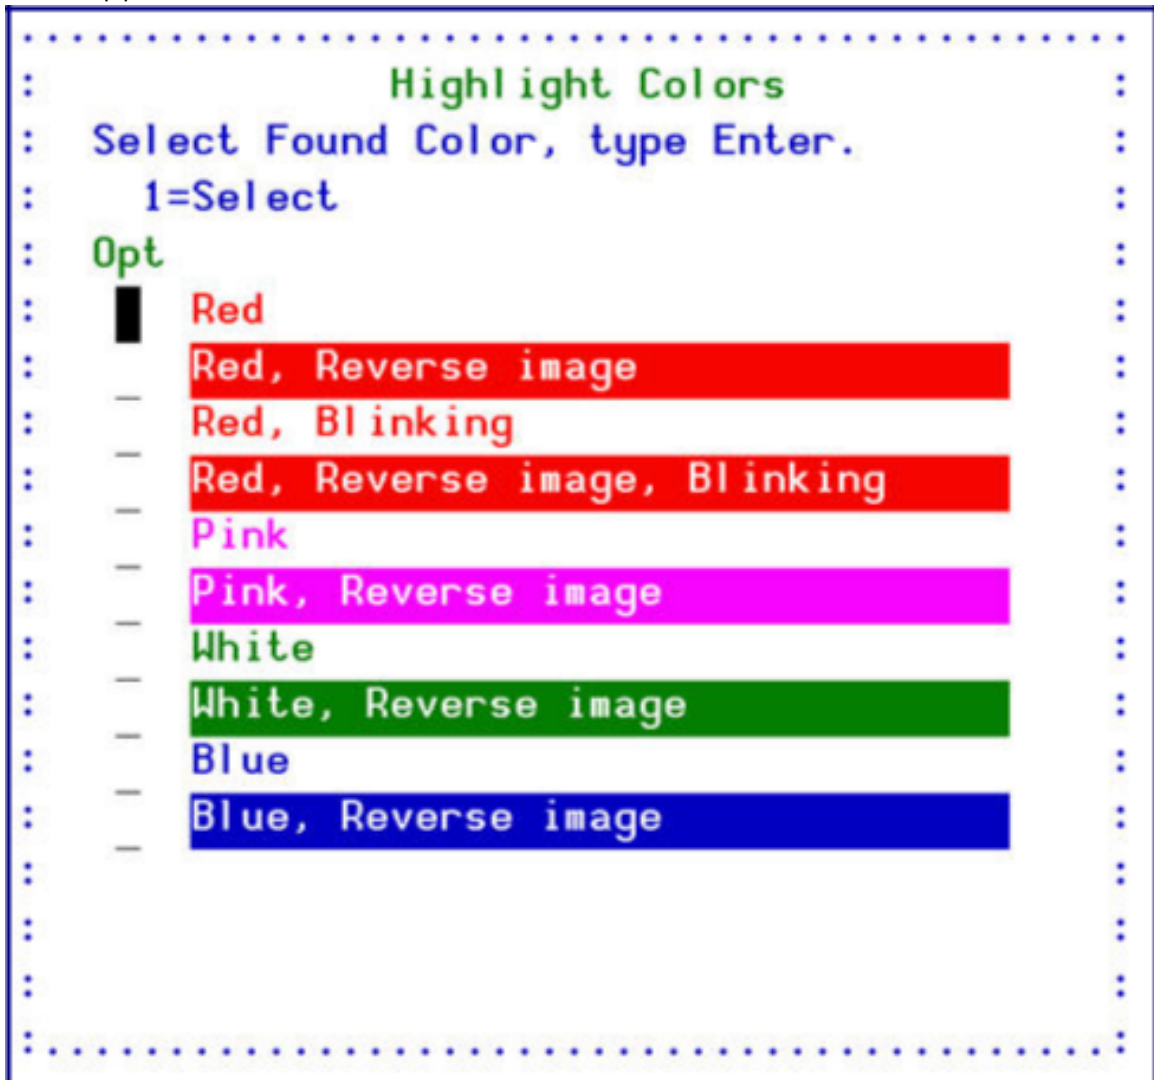 Highlight Colors
Select Found Color, type Enter.
1=Select
Opt
Red
_ Red, Reverse image
_ Red, Blinking
_ Red, Reverse image, Blinking
_ Pink
_ Pink, Reverse image
_ White
_ White, Reverse image
_ Blue
_ Blue, Reverse image